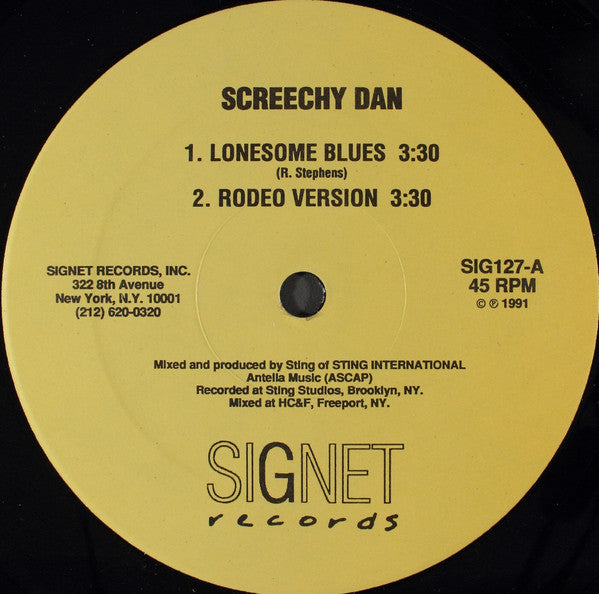 SCREECHY DAN
1. LONESOME BLUES 3:30
(R. Stephens)
2. RODEO VERSION 3:30
SIGNET RECORDS, INC.
322 8th Avenue
New York, N.Y. 10001
(212) 620-0320
SIG127-A
45 RPM
© ℗ 1991
Mixed and produced by Sting of STING INTERNATIONAL
Antella Music (ASCAP)
Recorded at Sting Studios, Brooklyn, NY.
Mixed at HC&F, Freeport, NY.
SIGNET
records